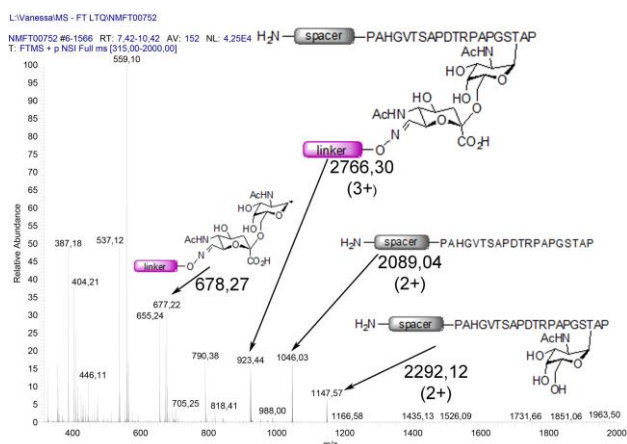 L:\Vanessa\MS - FT LTQ\NMFT00752
NMFT00752 #6-1566 RT: 7,42-10,42 AV: 152 NL: 4,25E4
T: FTMS + p NSI Full ms [315,00-2000,00]
H₂N spacer PAHGVTSAPDTRPAPGSTAP
AcHN
HO
O
HO
O
HO
O
AcHN
O
N
O
CO₂H
linker
2766,30
(3+)
AcHN
HO
O
HO
O
HO
O
AcHN
O
N
O
CO₂H
linker
678,27
H₂N spacer PAHGVTSAPDTRPAPGSTAP
2089,04
(2+)
H₂N spacer PAHGVTSAPDTRPAPGSTAP
AcHN
HO
O
HO
OH
2292,12
(2+)
Relative Abundance
100
95
90
85
80
75
70
65
60
55
50
45
40
35
30
25
20
15
10
5
0
559,10
387,18
537,12
404,21
677,22
655,24
446,11
705,25
790,38
818,41
923,44
988,00
1046,03
1147,57
1166,58
1435,13
1526,09
1731,66
1851,06
1963,50
400
600
800
1000
1200
1400
1600
1800
2000
m/z